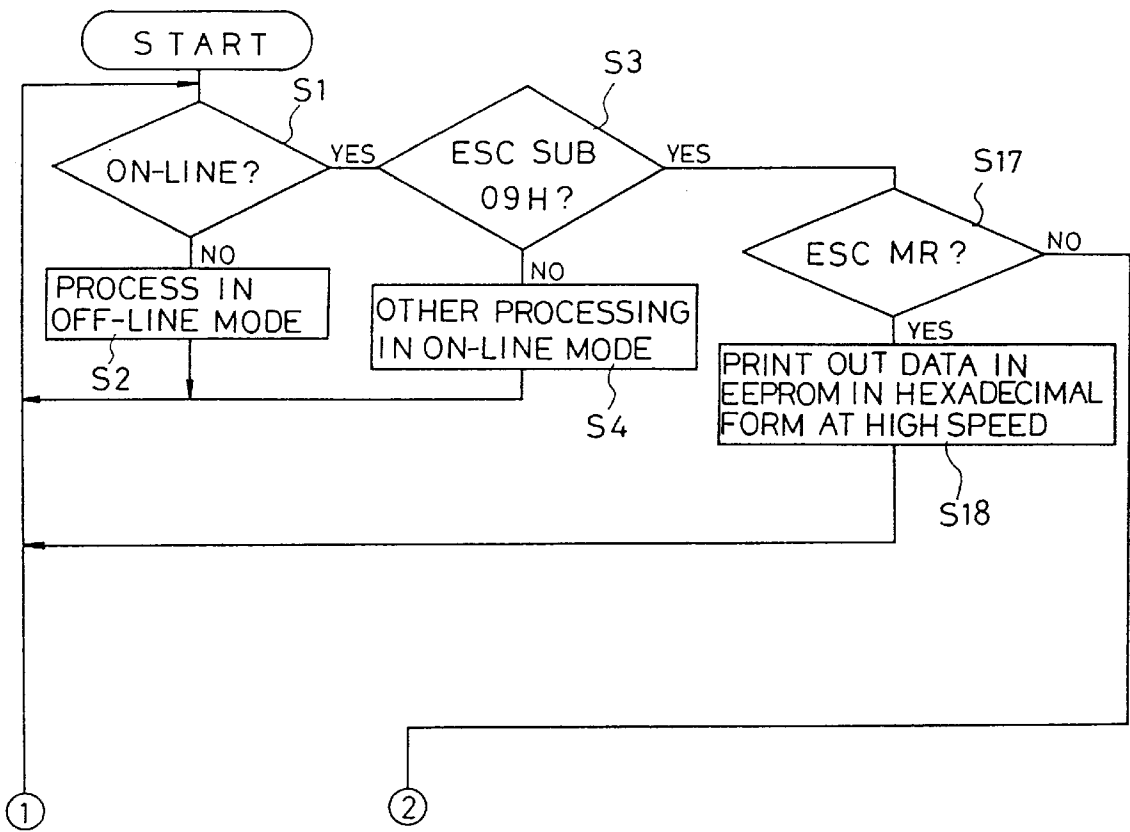 START
S1
ON-LINE?
YES
NO
PROCESS IN
OFF-LINE MODE
S2
S3
ESC SUB
09H?
YES
NO
OTHER PROCESSING
IN ON-LINE MODE
S4
S17
ESC MR?
NO
YES
PRINT OUT DATA IN
EEPROM IN HEXADECIMAL
FORM AT HIGH SPEED
S18
1
2